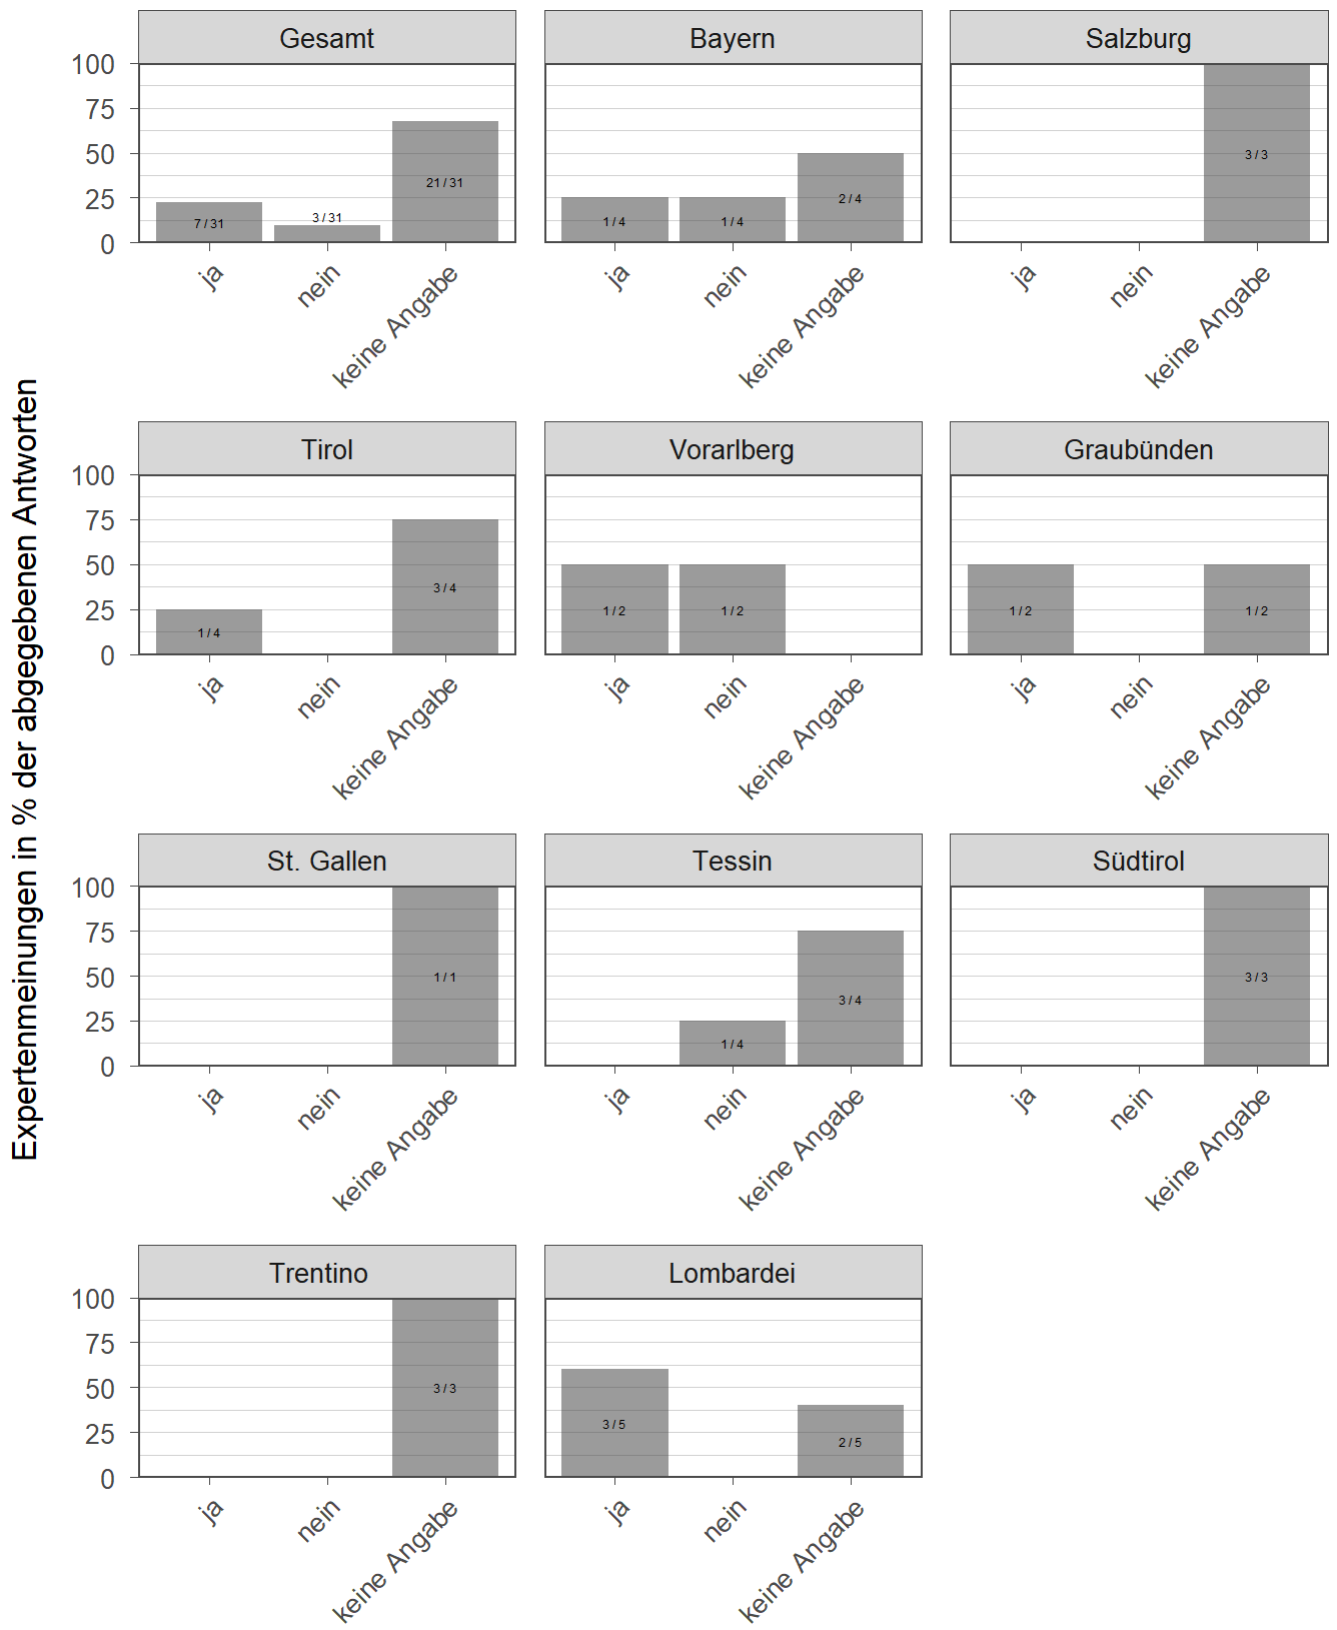 Expertenmeinungen in % der abgegebenen Antworten
Gesamt
100
75
50
25
0
7 / 31
3 / 31
21 / 31
ja
nein
keine Angabe
Bayern
1 / 4
1 / 4
2 / 4
ja
nein
keine Angabe
Salzburg
3 / 3
ja
nein
keine Angabe
Tirol
100
75
50
25
0
1 / 4
3 / 4
ja
nein
keine Angabe
Vorarlberg
1 / 2
1 / 2
ja
nein
keine Angabe
Graubünden
1 / 2
1 / 2
ja
nein
keine Angabe
St. Gallen
100
75
50
25
0
1 / 1
ja
nein
keine Angabe
Tessin
1 / 4
3 / 4
ja
nein
keine Angabe
Südtirol
3 / 3
ja
nein
keine Angabe
Trentino
100
75
50
25
0
3 / 3
ja
nein
keine Angabe
Lombardei
3 / 5
2 / 5
ja
nein
keine Angabe